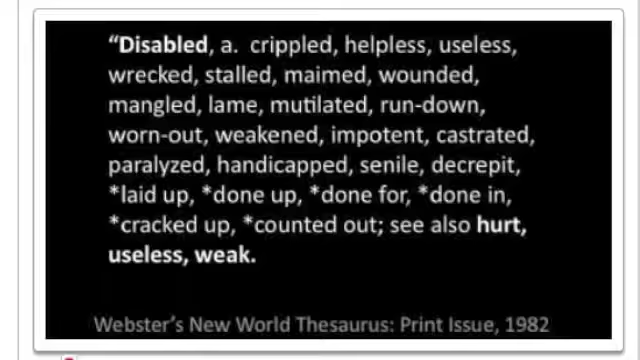 “Disabled, a. crippled, helpless, useless,
wrecked, stalled, maimed, wounded,
mangled, lame, mutilated, run-down,
worn-out, weakened, impotent, castrated,
paralyzed, handicapped, senile, decrepit,
*laid up, *done up, *done for, *done in,
*cracked up, *counted out; see also hurt,
useless, weak.
Webster’s New World Thesaurus: Print Issue, 1982